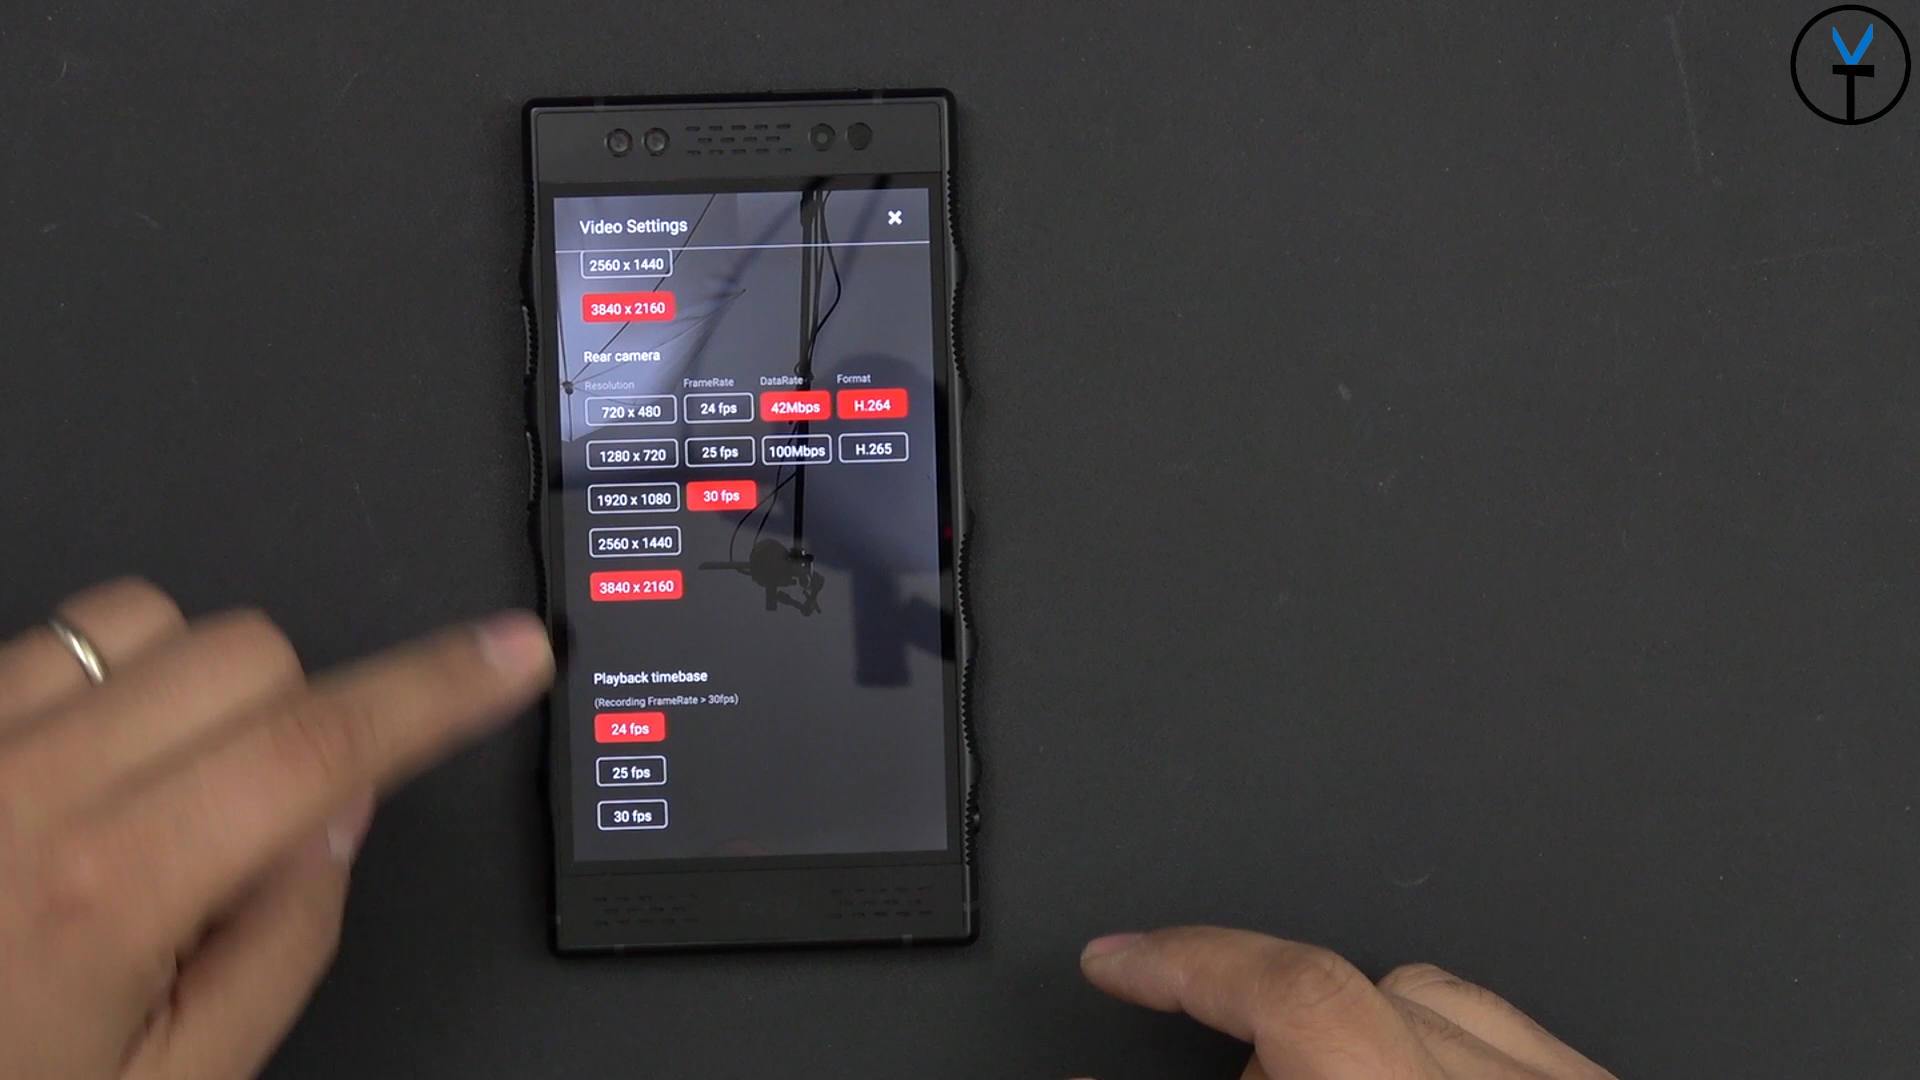 Video Settings
2560 x 1440
3840 x 2160
Rear camera
Resolution FrameRate DataRate Format
720 x 480 24 fps 42Mbps H.264
1280 x 720 25 fps 100Mbps H.265
1920 x 1080 30 fps
2560 x 1440
3840 x 2160
Playback timebase
(Recording FrameRate > 30fps)
24 fps
25 fps
30 fps
VT